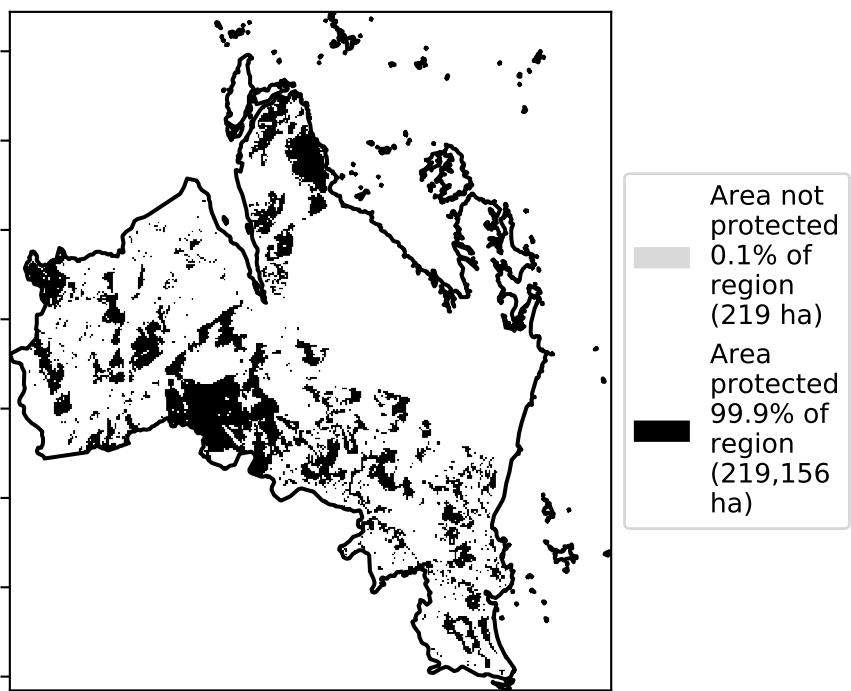 Area not
protected
0.1% of
region
(219 ha)
Area
protected
99.9% of
region
(219,156
ha)